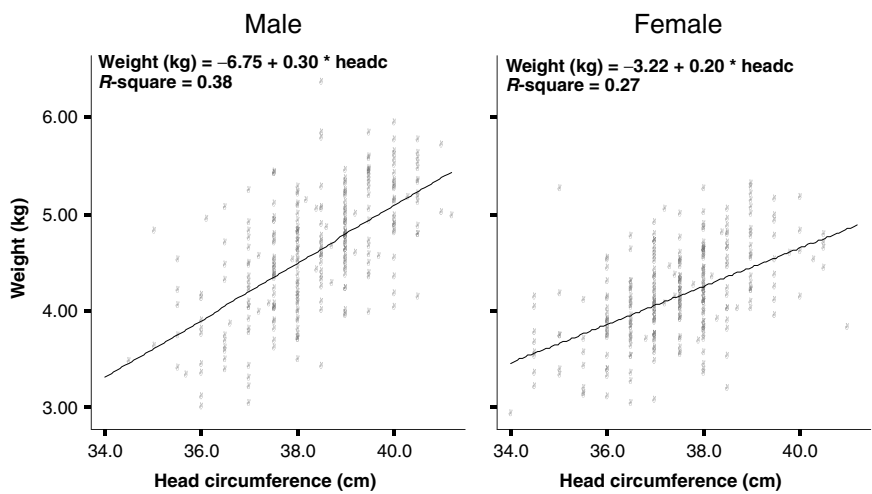 Male
Female
Weight (kg) = –6.75 + 0.30 * headc
R-square = 0.38
Weight (kg) = –3.22 + 0.20 * headc
R-square = 0.27
Weight (kg)
6.00
5.00
4.00
3.00
34.0 36.0 38.0 40.0
34.0 36.0 38.0 40.0
Head circumference (cm)
Head circumference (cm)